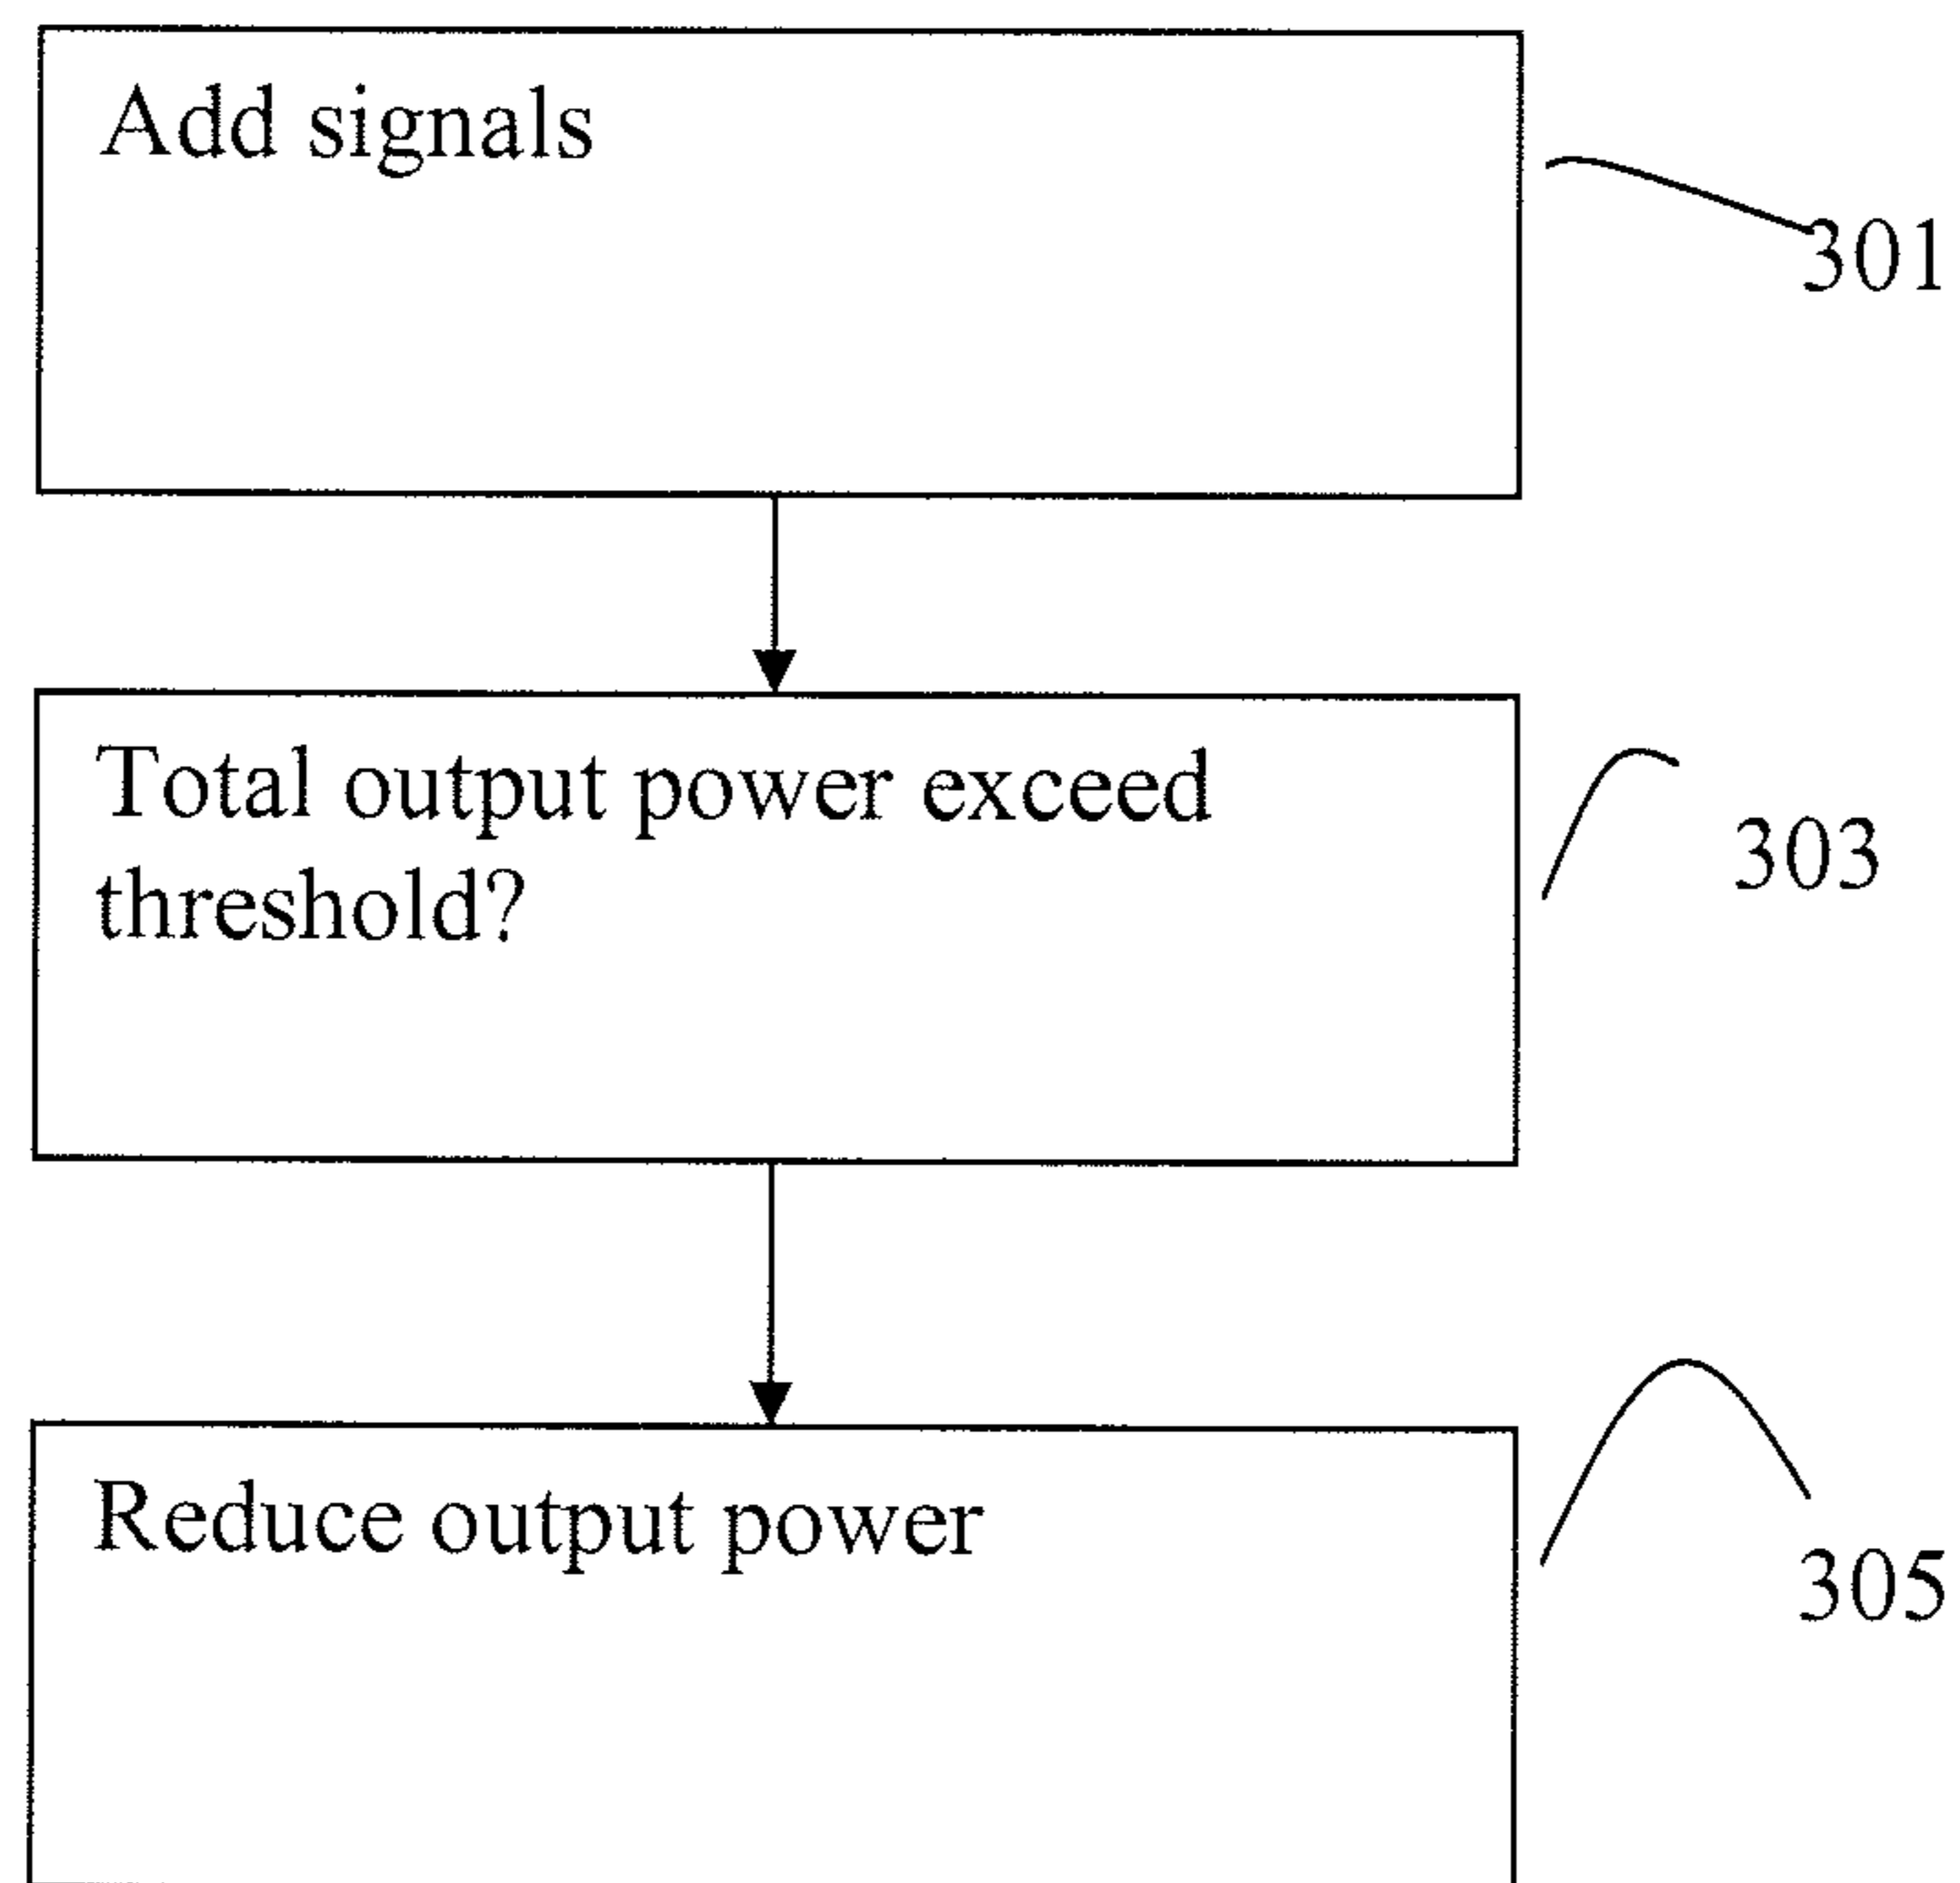 Add signals
301
Total output power exceed
threshold?
303
Reduce output power
305